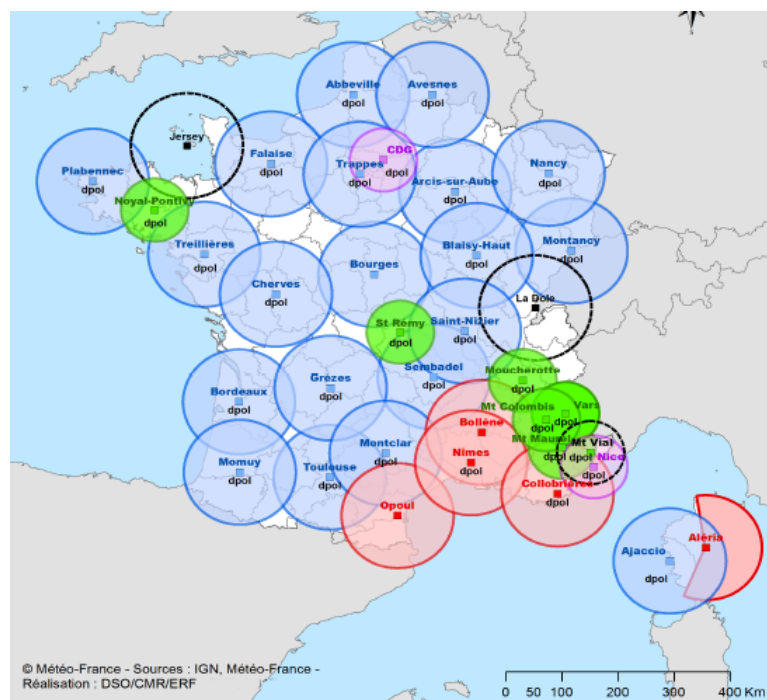 Abbeville
dpol
Avesnes
dpol
Jersey
Falaise
dpol
CDG
dpol
Trappes
dpol
Nancy
dpol
Plabennec
dpol
Arcis-sur-Aube
dpol
Noyal-Pontivy
dpol
Treillières
dpol
Blaisy-Haut
dpol
Montancy
dpol
Bourges
Cherves
dpol
La Dole
St Rémy
dpol
Saint-Nizier
dpol
Sembadel
dpol
Moucherotte
dpol
Grèzes
dpol
Bordeaux
dpol
Mt Colombis
dpol
Vars
dpol
Bollène
Mt Maurel
dpol
Mt Vial
dpol
Montclar
dpol
Nîmes
dpol
Nice
dpol
Momuy
dpol
Toulouse
dpol
Collobrières
dpol
Opoul
dpol
Ajaccio
dpol
Aléria
© Météo-France - Sources : IGN, Météo-France -
Réalisation : DSO/CMR/ERF
0 50 100 200 300 400 Km